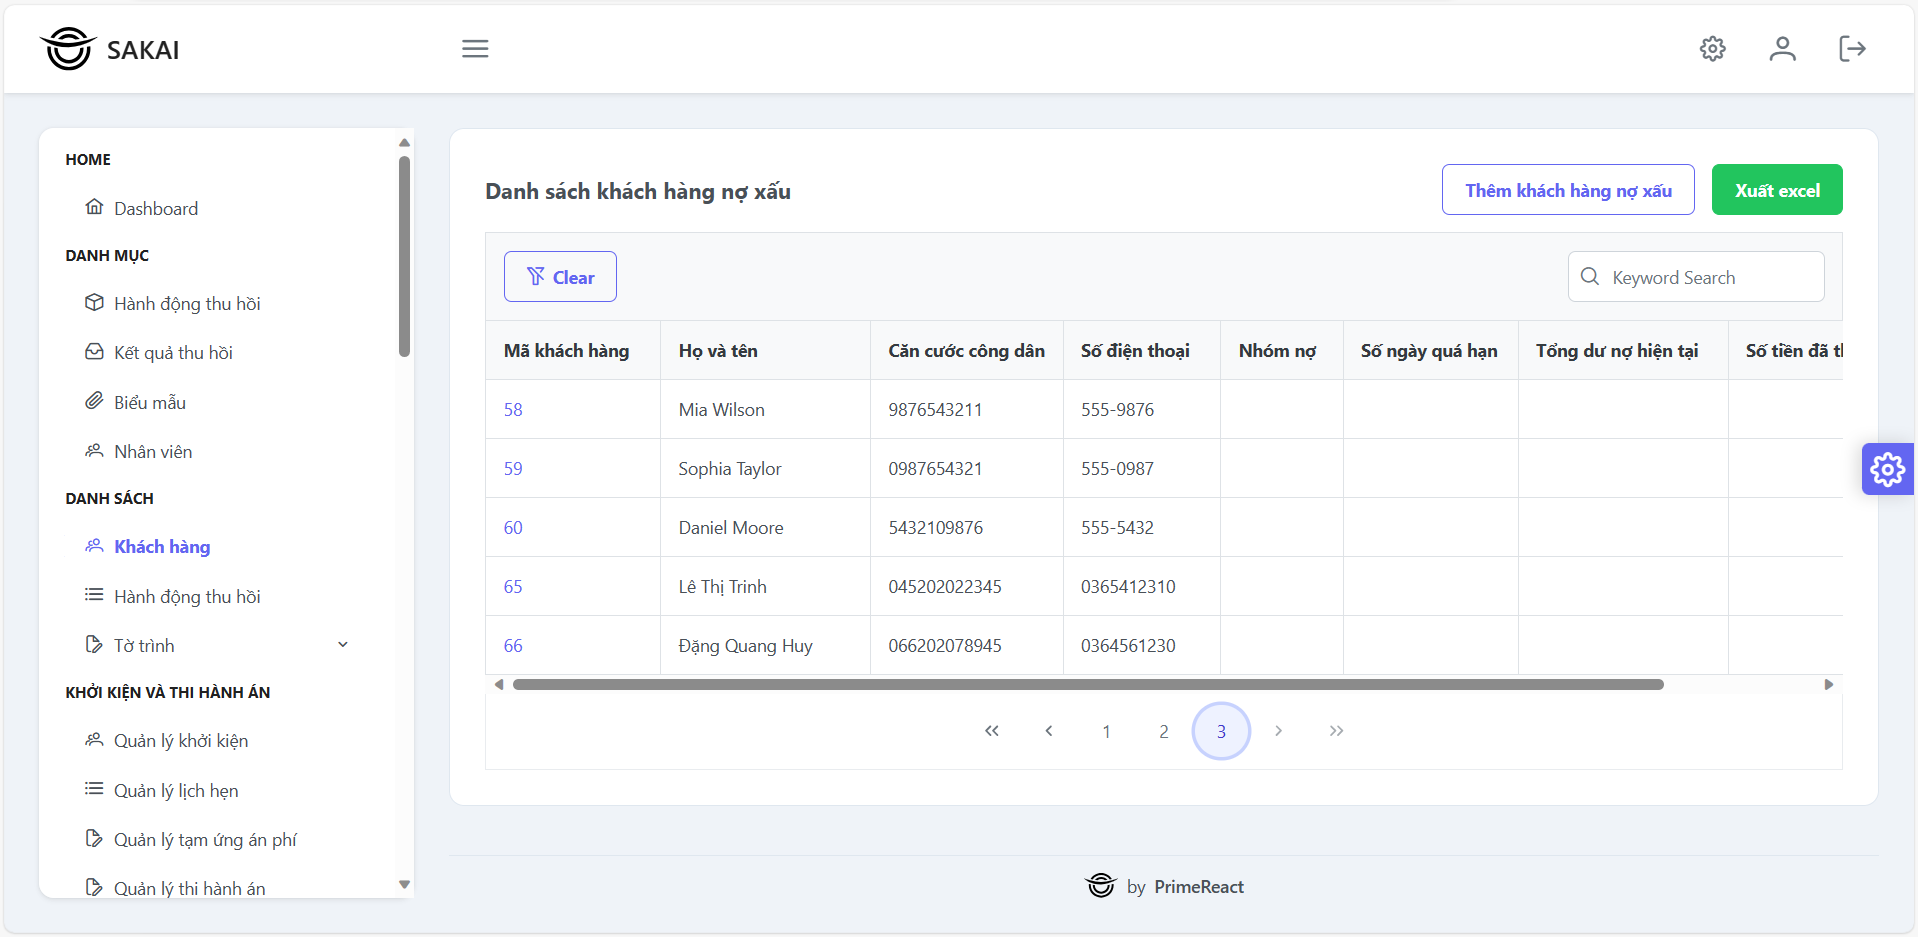 SAKAI
HOME
Dashboard
DANH MỤC
Hành động thu hồi
Kết quả thu hồi
Biểu mẫu
Nhân viên
DANH SÁCH
Khách hàng
Hành động thu hồi
Tờ trình
KHỞI KIỆN VÀ THI HÀNH ÁN
Quản lý khởi kiện
Quản lý lịch hẹn
Quản lý tạm ứng án phí
Quản lý thi hành án
Danh sách khách hàng nợ xấu
Thêm khách hàng nợ xấu
Xuất excel
Clear
Keyword Search
Mã khách hàng Họ và tên Căn cước công dân Số điện thoại Nhóm nợ Số ngày quá hạn Tổng dư nợ hiện tại Số tiền đã
58 Mia Wilson 9876543211 555-9876
59 Sophia Taylor 0987654321 555-0987
60 Daniel Moore 5432109876 555-5432
65 Lê Thị Trinh 045202022345 0365412310
66 Đặng Quang Huy 066202078945 0364561230
1 2 3
by PrimeReact